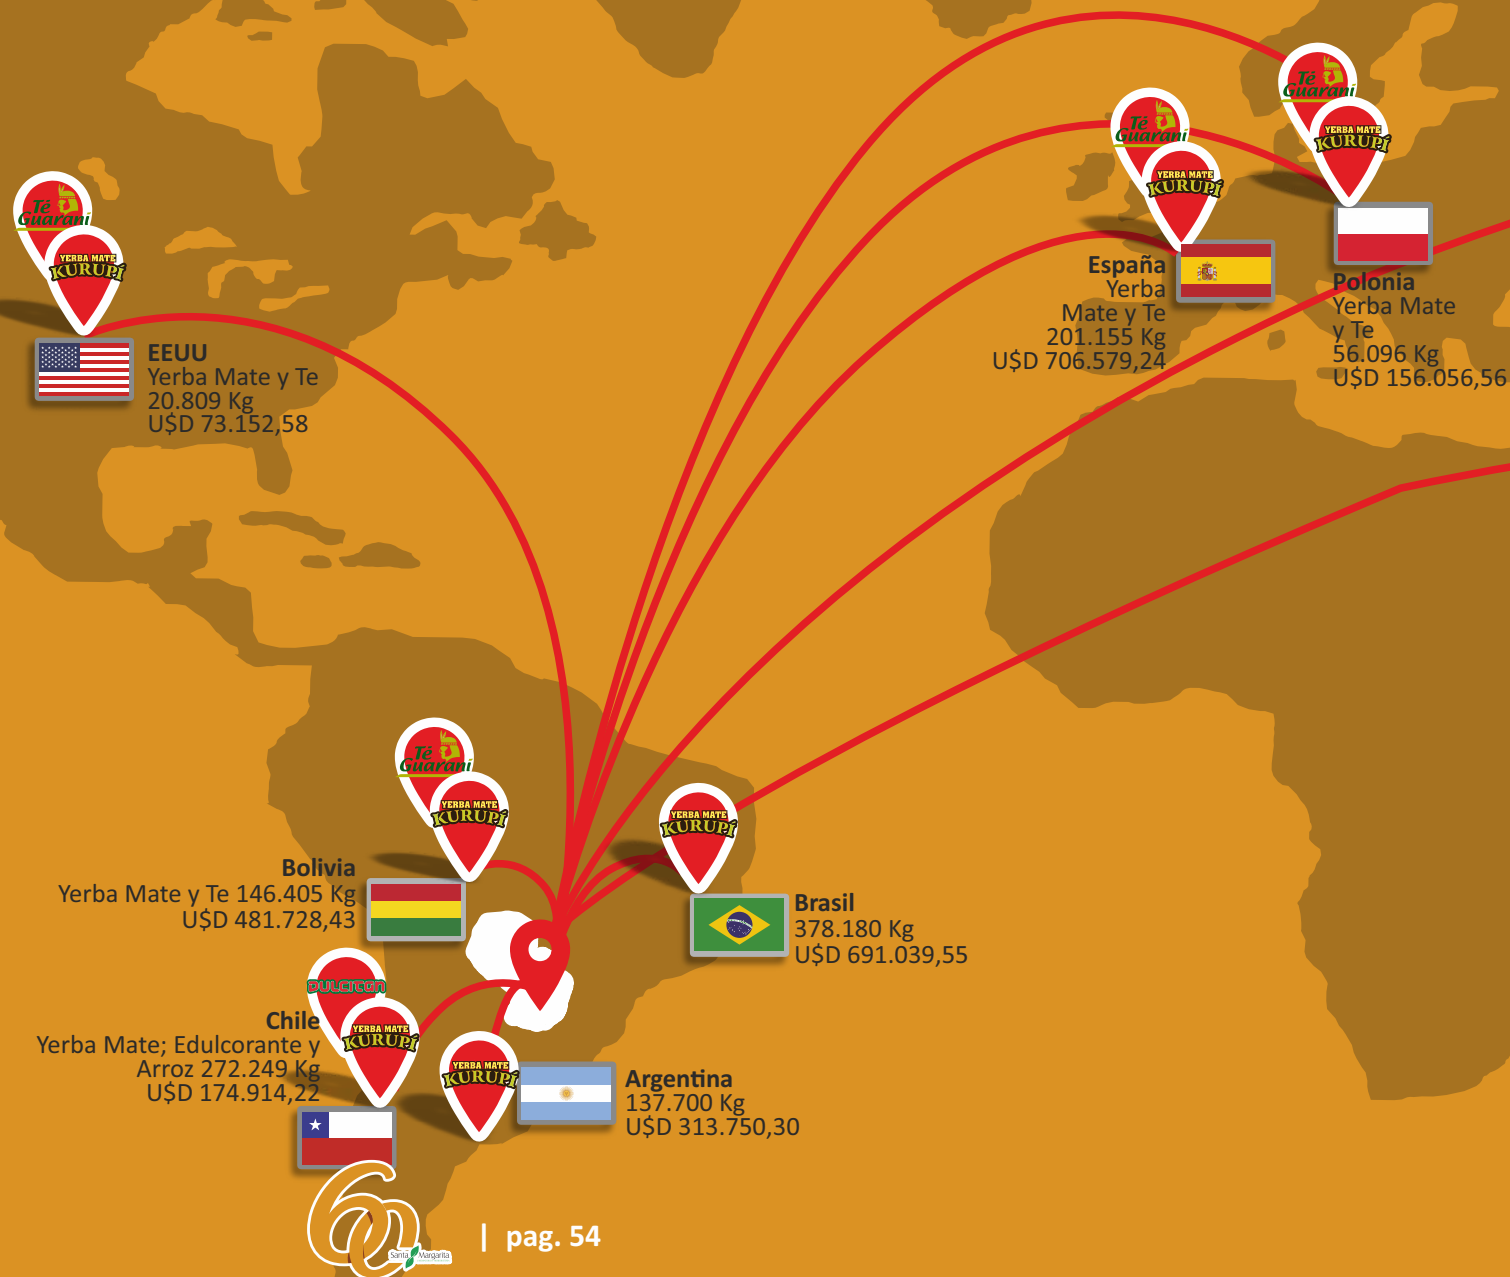 Té
Guaraní
YERBA MATE
KURUPÍ
Té
Guaraní
YERBA MATE
KURUPÍ
Té
Guaraní
YERBA MATE
KURUPÍ
España
Yerba
Mate y Te
201.155 Kg
U$D 706.579,24
Polonia
Yerba Mate
y Te
56.096 Kg
U$D 156.056,56
EEUU
Yerba Mate y Te
20.809 Kg
U$D 73.152,58
Té
Guaraní
YERBA MATE
KURUPÍ
YERBA MATE
KURUPÍ
Bolivia
Yerba Mate y Te 146.405 Kg
U$D 481.728,43
Brasil
378.180 Kg
U$D 691.039,55
DULCITEN
YERBA MATE
KURUPÍ
Chile
Yerba Mate; Edulcorante y
Arroz 272.249 Kg
U$D 174.914,22
YERBA MATE
KURUPÍ
Argentina
137.700 Kg
U$D 313.750,30
60
Santa Margarita
| pag. 54